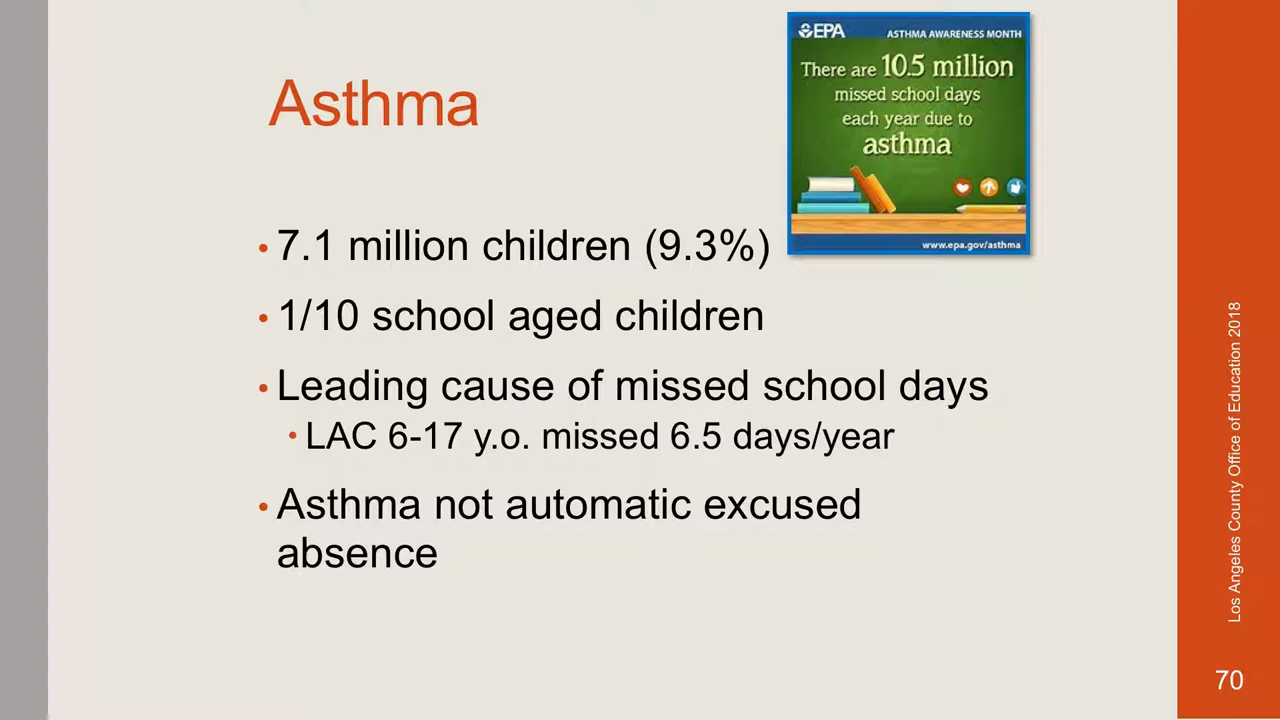 Asthma
EPA
ASTHMA AWARENESS MONTH
There are 10.5 million
missed school days
each year due to
asthma
www.epa.gov/asthma
• 7.1 million children (9.3%)
• 1/10 school aged children
• Leading cause of missed school days
• LAC 6-17 y.o. missed 6.5 days/year
• Asthma not automatic excused
absence
Los Angeles County Office of Education 2018
70